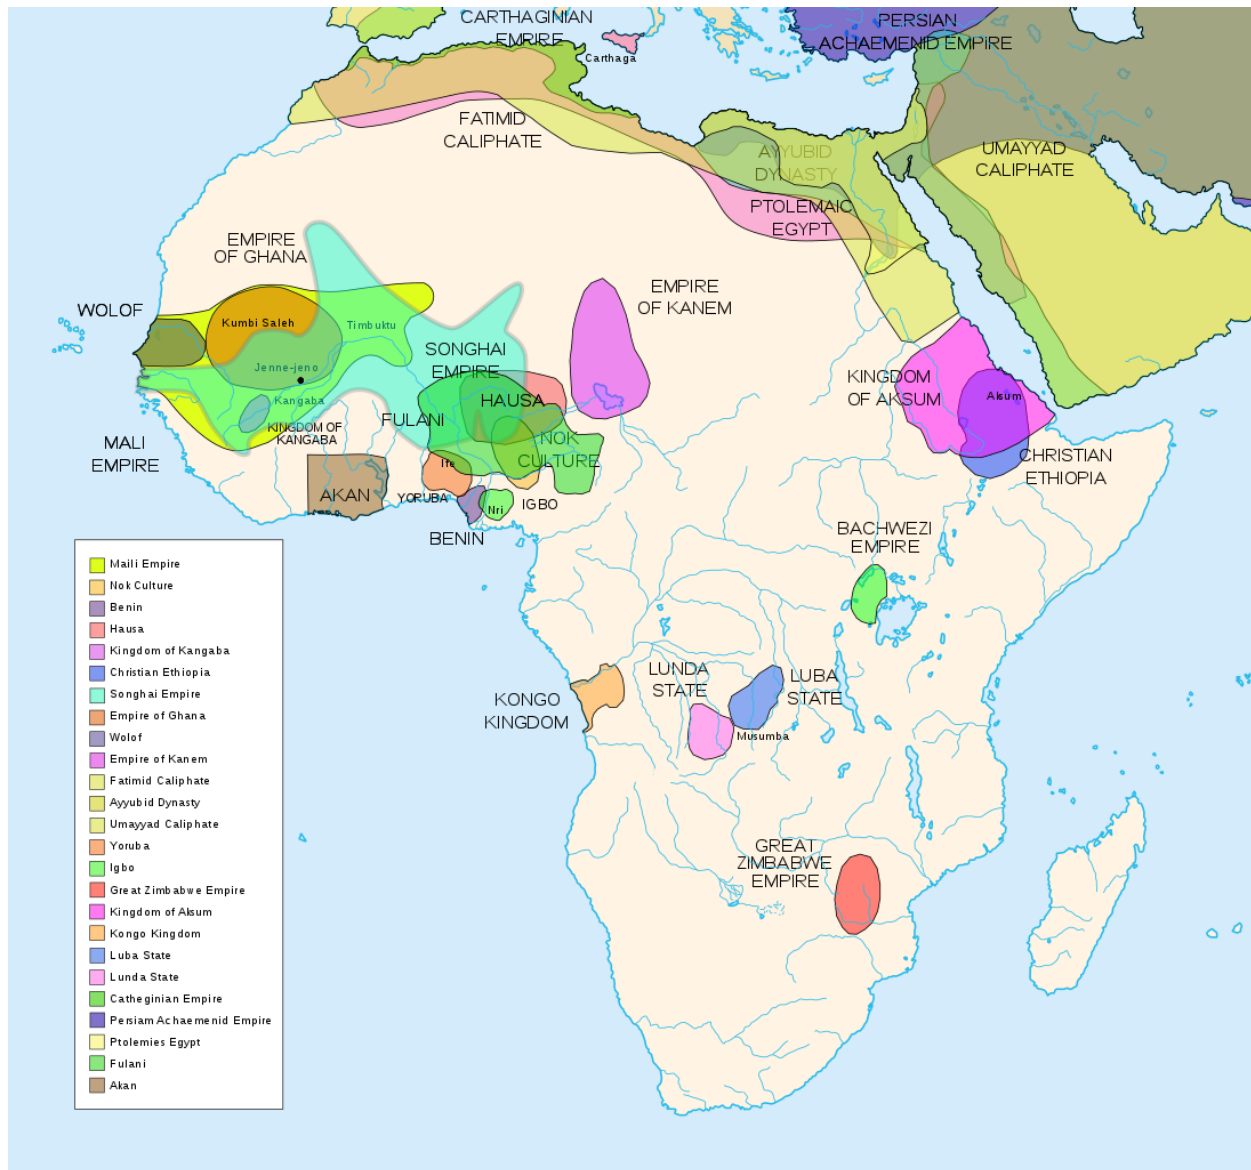 CARTHAGINIAN
EMPIRE
Carthaga
PERSIAN
ACHAEMENID EMPIRE
FATIMID
CALIPHATE
AYYUBID
DYNASTY
UMAYYAD
CALIPHATE
PTOLEMAIC
EGYPT
EMPIRE
OF GHANA
EMPIRE
OF KANEM
WOLOF
Kumbi Saleh
Timbuktu
Jenne-jeno
Kangaba
SONGHAI
EMPIRE
KINGDOM
OF AKSUM
Aksum
HAUSA
FULANI
KINGDOM OF
KANGABA
NOK
CULTURE
MALI
EMPIRE
CHRISTIAN
ETHIOPIA
Ife
AKAN
YORUBA
Nri
IGBO
BENIN
BACHWEZI
EMPIRE
LUNDA
STATE
LUBA
STATE
KONGO
KINGDOM
Musumba
GREAT
ZIMBABWE
EMPIRE
Maili Empire
Nok Culture
Benin
Hausa
Kingdom of Kangaba
Christian Ethiopia
Songhai Empire
Empire of Ghana
Wolof
Empire of Kanem
Fatimid Caliphate
Ayyubid Dynasty
Umayyad Caliphate
Yoruba
Igbo
Great Zimbabwe Empire
Kingdom of Aksum
Kongo Kingdom
Luba State
Lunda State
Catheginian Empire
Persiam Achaemenid Empire
Ptolemies Egypt
Fulani
Akan